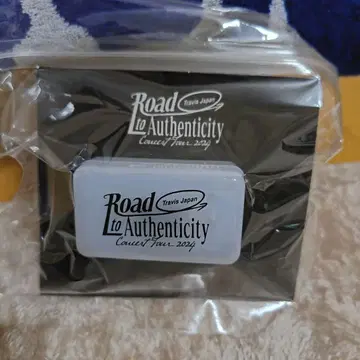 Road
Travis Japan
to Authenticity
Concert Tour 2024
Road
Travis Japan
to Authenticity
Concert Tour 2024